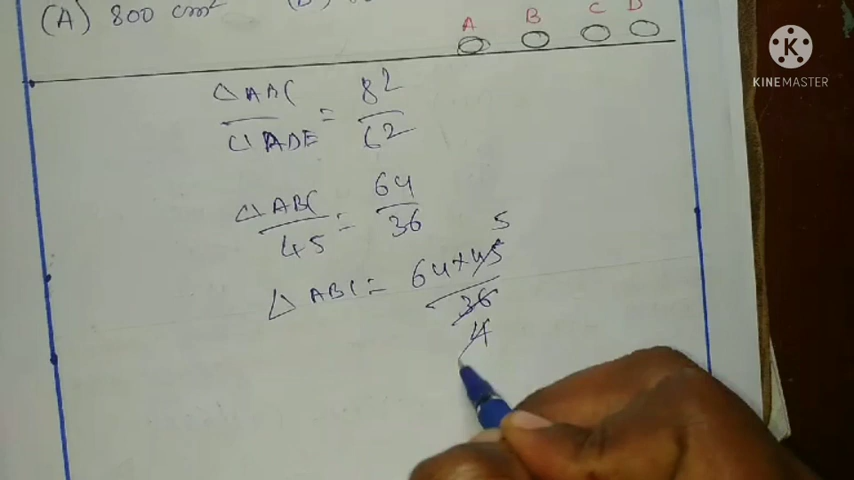 (A) 800 cm²
A B C D
△ABC / △ADE = 8² / 6²
△ABC / 45 = 64 / 36
5
△ABC = 64 × 45 / 36
4
K
KINEMASTER